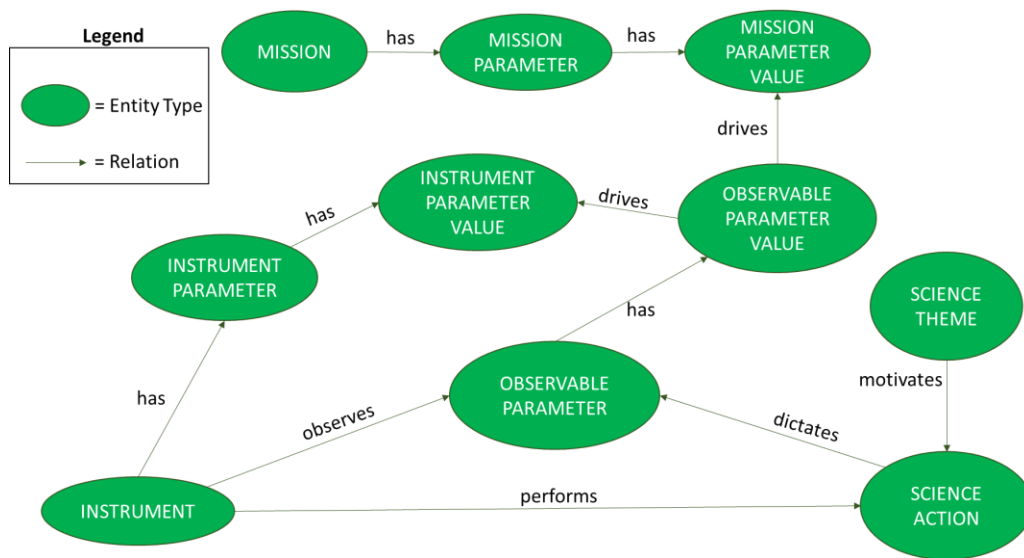 Legend
= Entity Type
= Relation
MISSION
has
MISSION
PARAMETER
has
MISSION
PARAMETER
VALUE
drives
INSTRUMENT
PARAMETER
VALUE
drives
OBSERVABLE
PARAMETER
VALUE
has
INSTRUMENT
PARAMETER
has
SCIENCE
THEME
OBSERVABLE
PARAMETER
motivates
has
observes
dictates
INSTRUMENT
performs
SCIENCE
ACTION